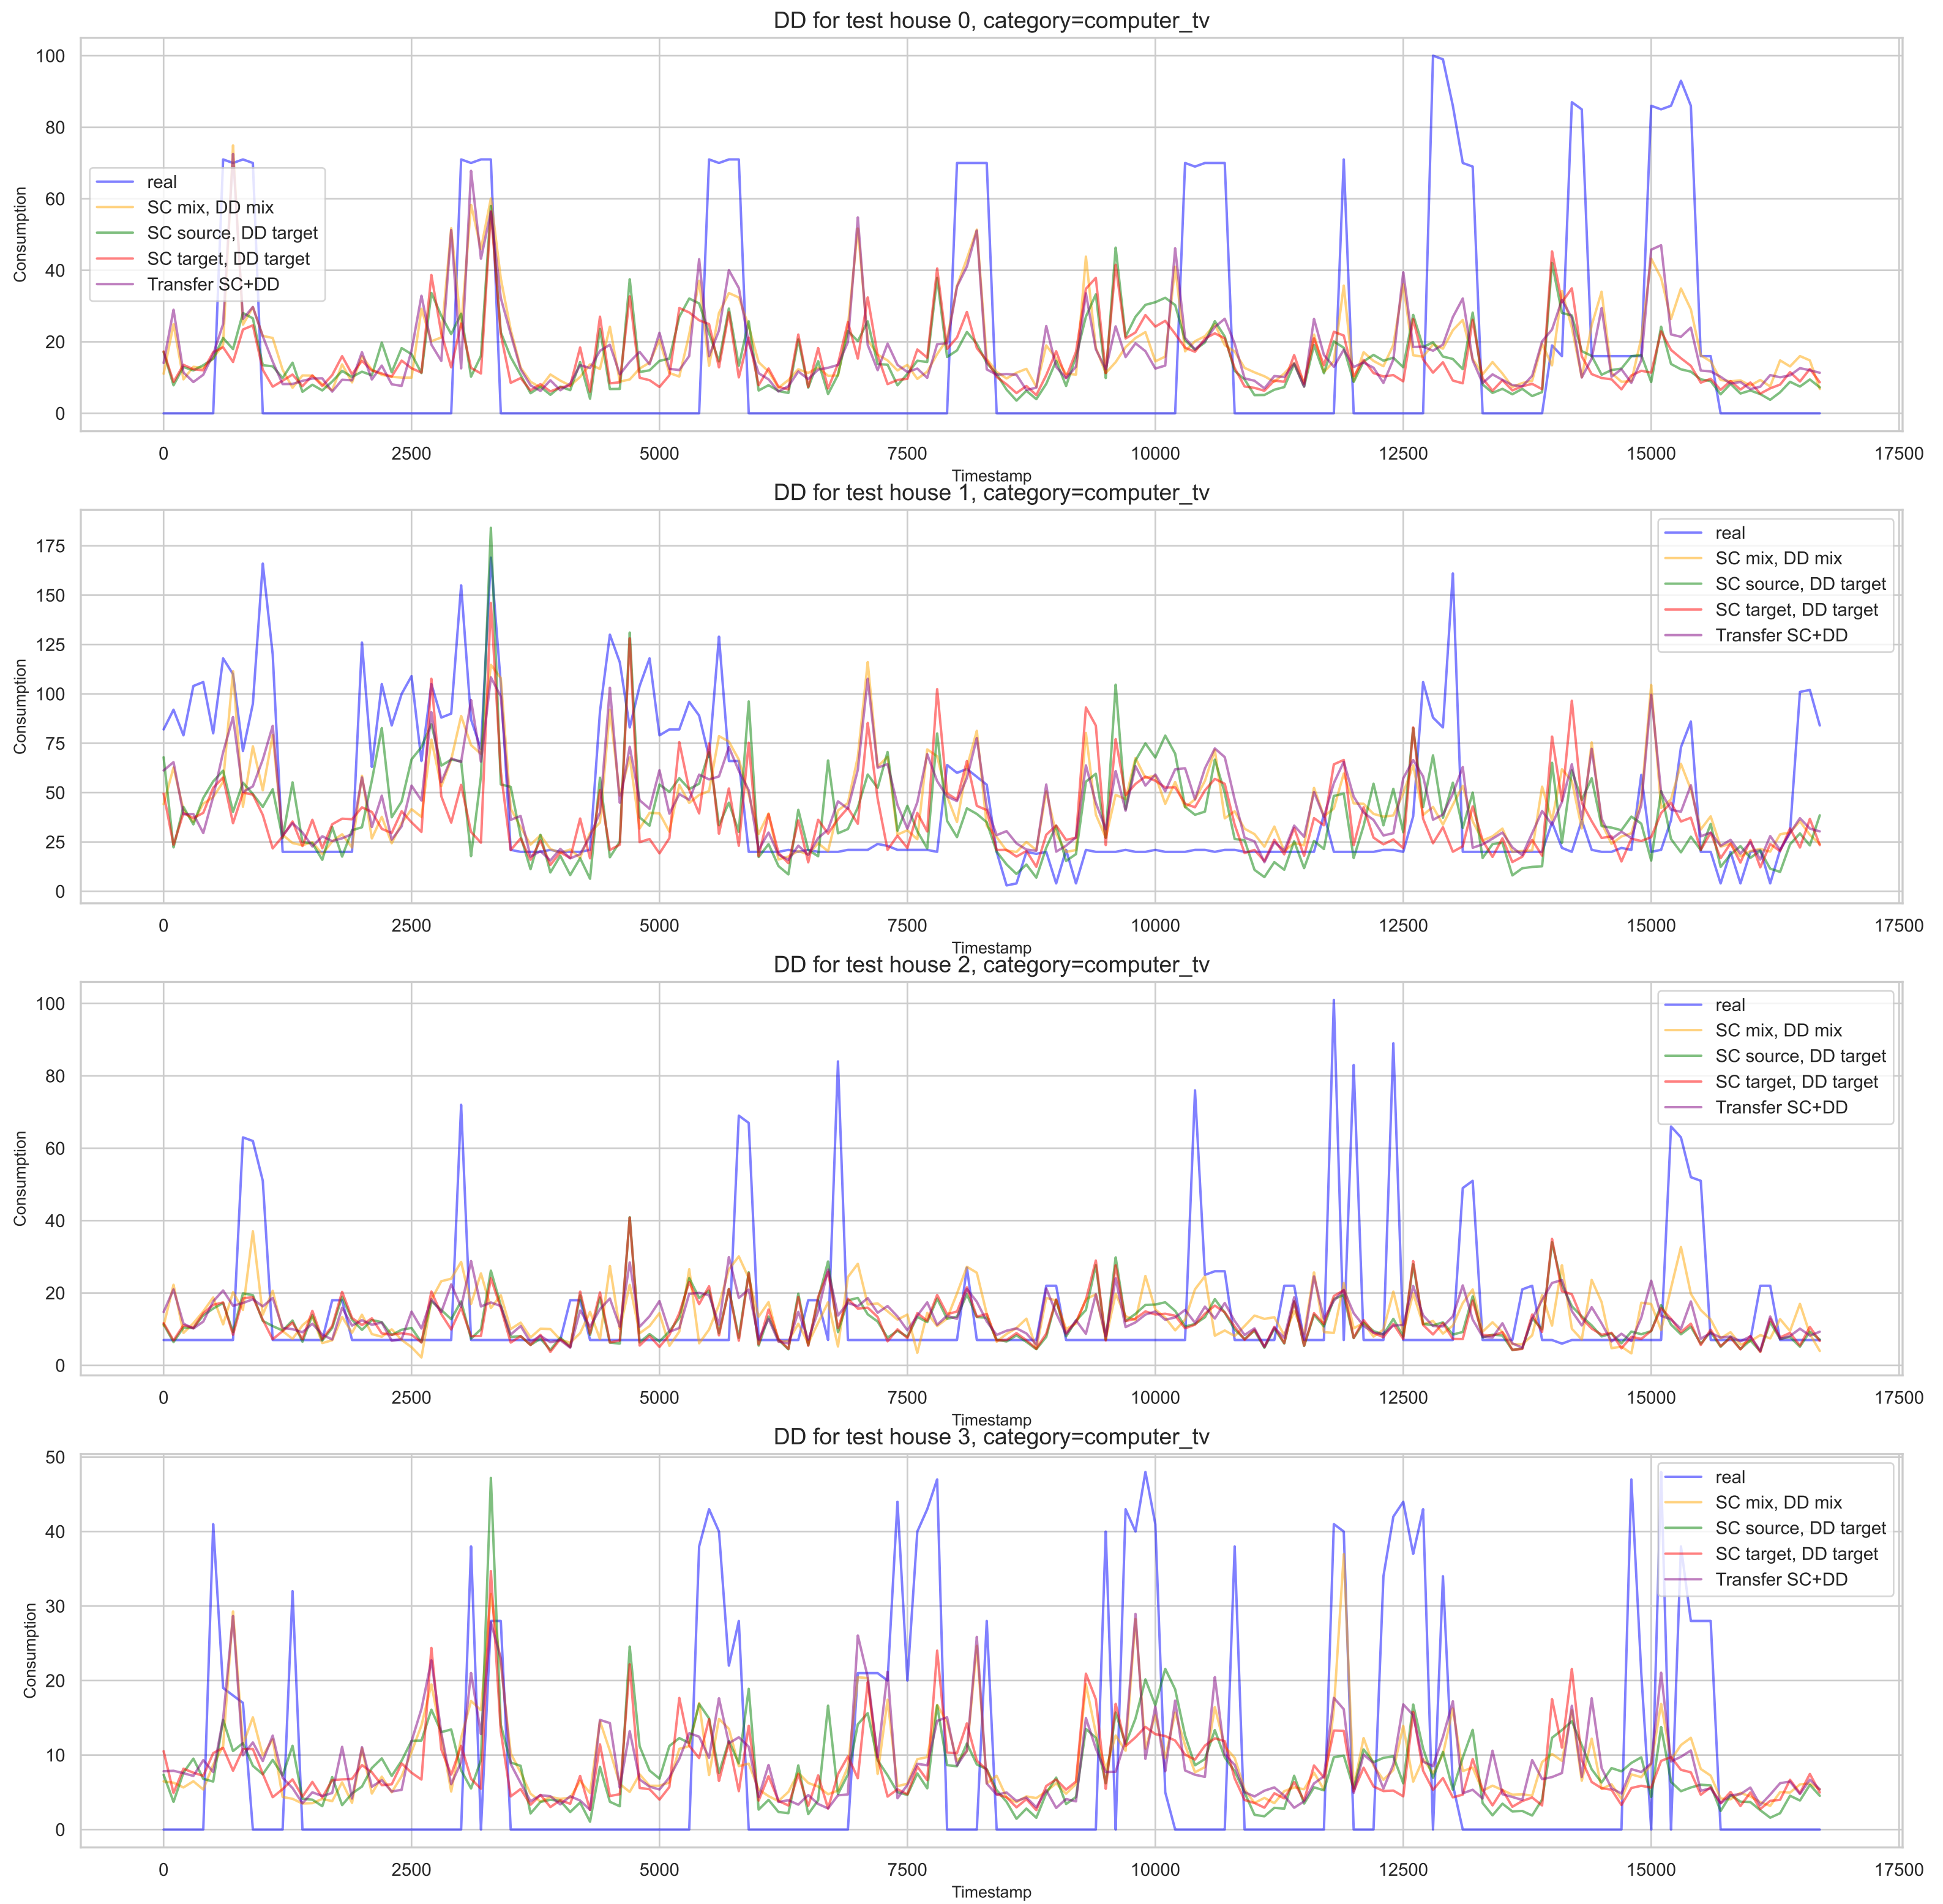 DD for test house 0, category=computer_tv
Consumption
100
80
60
40
20
0
real
SC mix, DD mix
SC source, DD target
SC target, DD target
Transfer SC+DD
0 2500 5000 7500 10000 12500 15000 17500
Timestamp
DD for test house 1, category=computer_tv
Consumption
175
150
125
100
75
50
25
0
real
SC mix, DD mix
SC source, DD target
SC target, DD target
Transfer SC+DD
0 2500 5000 7500 10000 12500 15000 17500
Timestamp
DD for test house 2, category=computer_tv
Consumption
100
80
60
40
20
0
real
SC mix, DD mix
SC source, DD target
SC target, DD target
Transfer SC+DD
0 2500 5000 7500 10000 12500 15000 17500
Timestamp
DD for test house 3, category=computer_tv
Consumption
50
40
30
20
10
0
real
SC mix, DD mix
SC source, DD target
SC target, DD target
Transfer SC+DD
0 2500 5000 7500 10000 12500 15000 17500
Timestamp